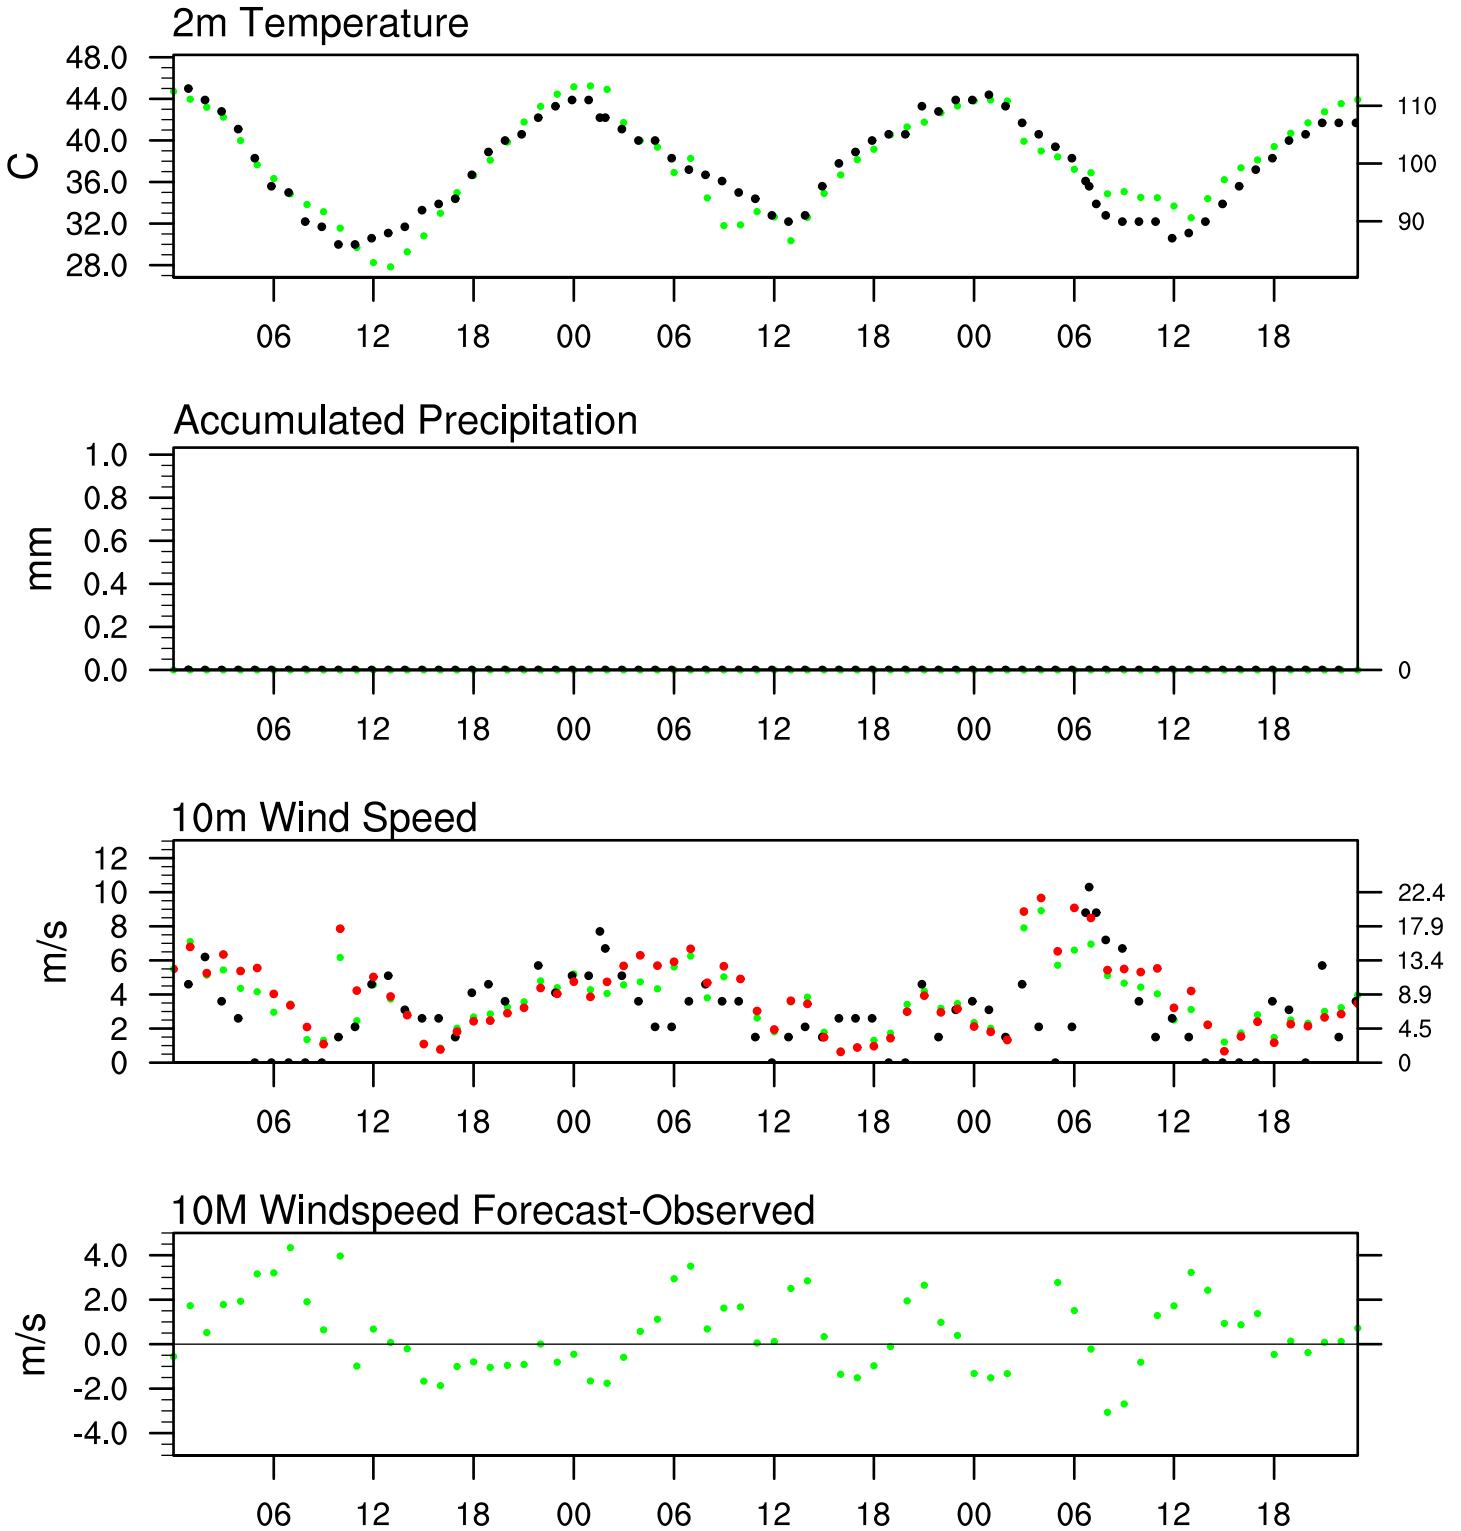 2m Temperature
48.0
44.0
40.0
36.0
32.0
28.0
C
110
100
90
06 12 18 00 06 12 18 00 06 12 18
Accumulated Precipitation
1.0
0.8
0.6
0.4
0.2
0.0
mm
0
06 12 18 00 06 12 18 00 06 12 18
10m Wind Speed
12
10
8
6
4
2
0
m/s
22.4
17.9
13.4
8.9
4.5
0
06 12 18 00 06 12 18 00 06 12 18
10M Windspeed Forecast-Observed
4.0
2.0
0.0
-2.0
-4.0
m/s
06 12 18 00 06 12 18 00 06 12 18